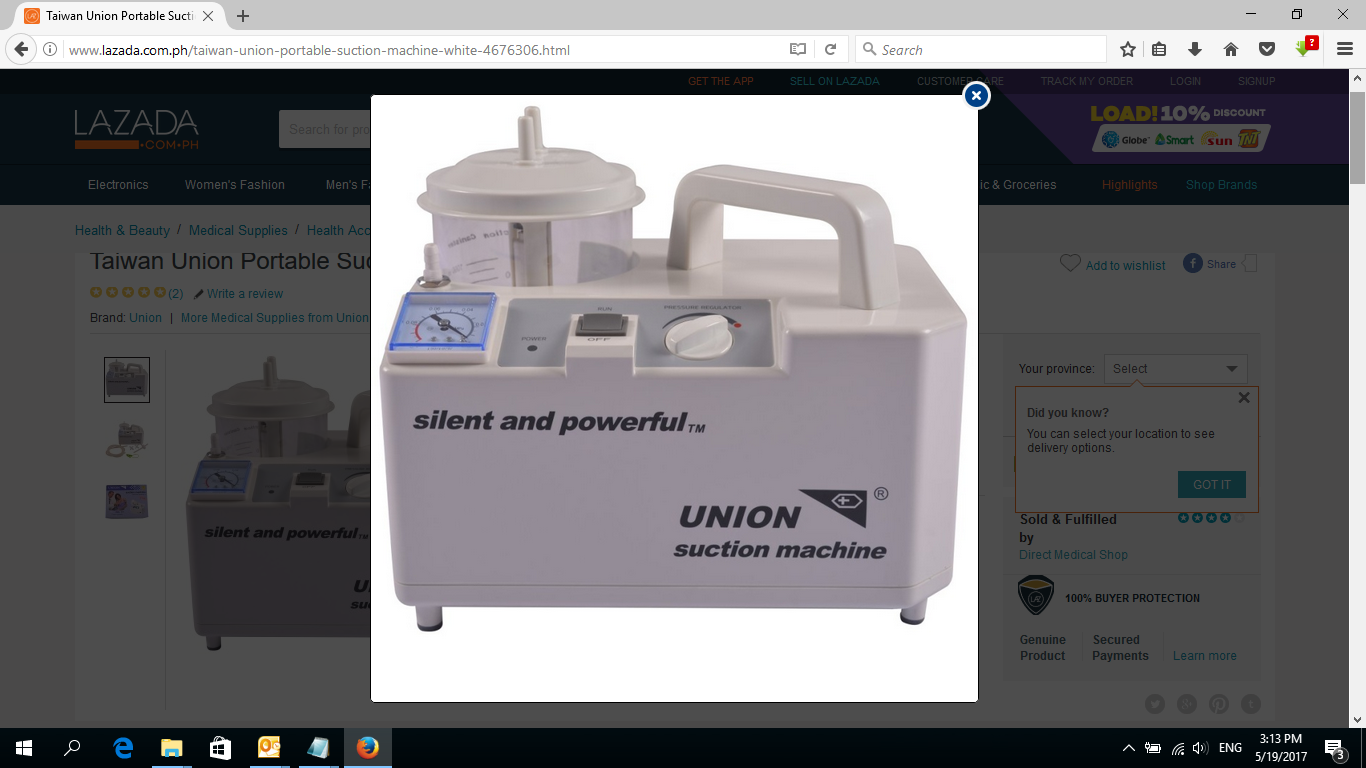 Taiwan Union Portable Sucti
www.lazada.com.ph/taiwan-union-portable-suction-machine-white-4676306.html
Search
?
GET THE APP
SELL ON LAZADA
CUSTOMER CARE
TRACK MY ORDER
LOGIN
SIGNUP
LAZADA
.COM.PH
Search for pro
LOAD! 10% DISCOUNT
Globe Smart Sun TNT
Electronics
Women's Fashion
Men's Fa
ic & Groceries
Highlights
Shop Brands
Health & Beauty / Medical Supplies / Health Acc
Taiwan Union Portable Suc
(2) Write a review
Brand: Union | More Medical Supplies from Union
Add to wishlist
Share
POWER
RUN
OFF
PRESSURE REGULATOR
silent and powerful TM
UNION ®
suction machine
silent and powerful TM
Your province: Select
Did you know?
You can select your location to see
delivery options.
GOT IT
Sold & Fulfilled
by
Direct Medical Shop
100% BUYER PROTECTION
Genuine
Product
Secured
Payments
Learn more
ENG
3:13 PM
5/19/2017
3